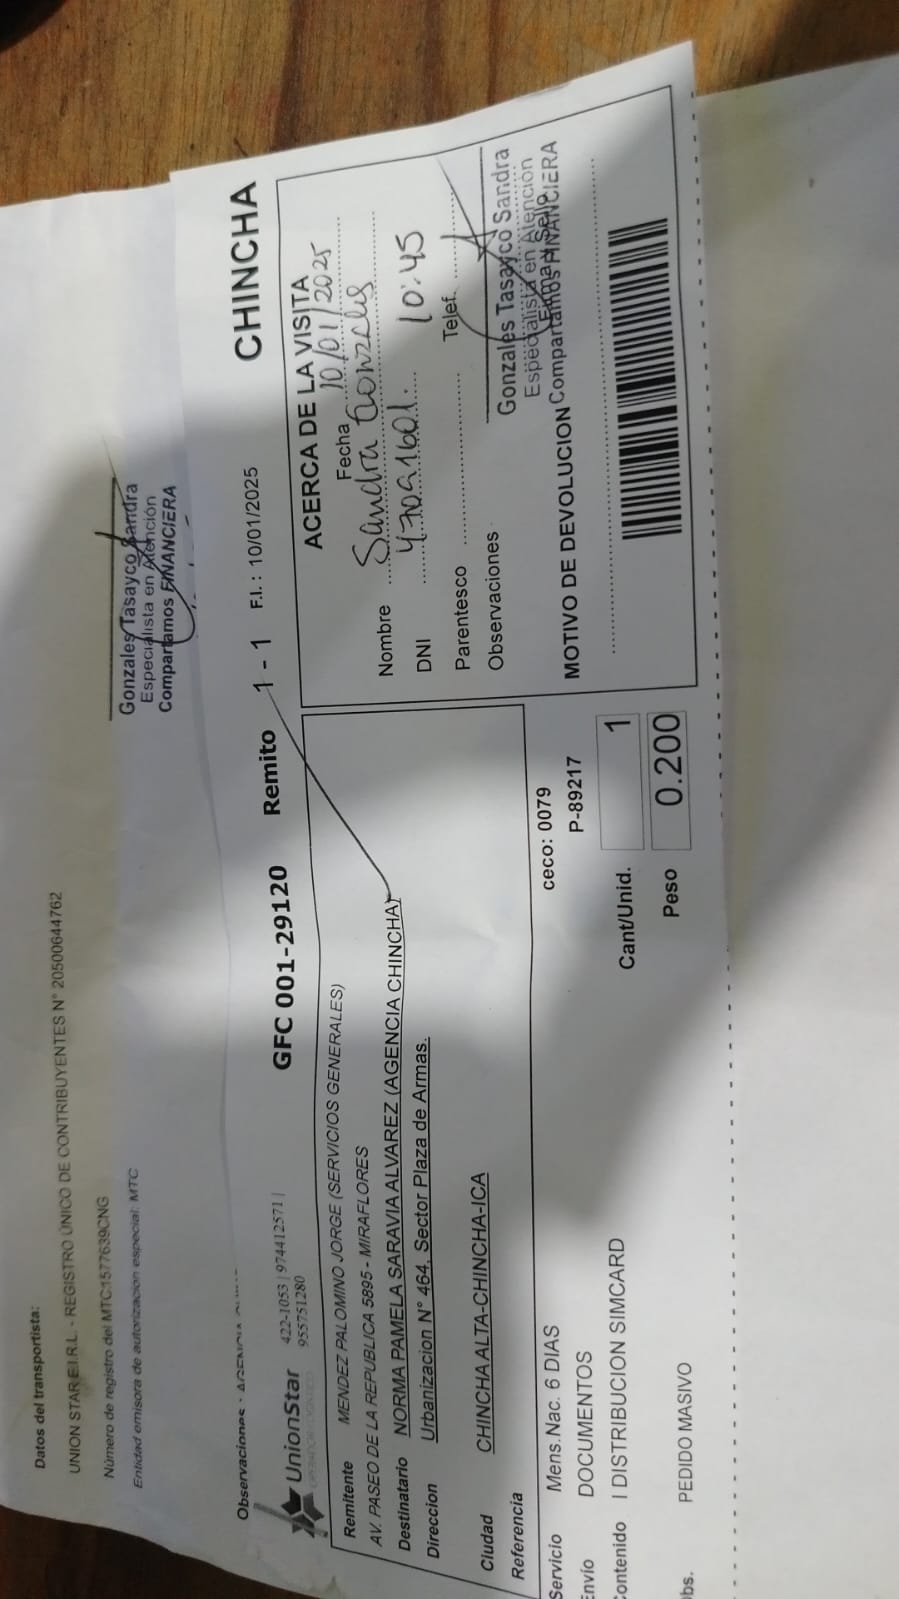 Datos del transportista:
UNION STAR E.I.R.L. - REGISTRO ÚNICO DE CONTRIBUYENTES N° 20500644762
Número de registro del MTC:1577639CNG
Entidad emisora de autorización especial: MTC
Gonzales Tasayco Sandra
Especialista en Atención
Compartamos FINANCIERA
Observaciones :
UnionStar
422-1053 | 974412571 |
955751280
GFC 001-29120 Remito 1 - 1 F.I.: 10/01/2025 CHINCHA
Remitente MENDEZ PALOMINO JORGE (SERVICIOS GENERALES)
AV. PASEO DE LA REPUBLICA 5895 - MIRAFLORES
Destinatario NORMA PAMELA SARAVIA ALVAREZ (AGENCIA CHINCHA)
Direccion Urbanizacion N° 464. Sector Plaza de Armas.
Ciudad CHINCHA ALTA-CHINCHA-ICA
Referencia
ACERCA DE LA VISITA
Fecha 10/01/2025
Nombre Sandra Gonzales
DNI 10:45
Parentesco Telef.
Observaciones
Gonzales Tasayco Sandra
Especialista en Atención
Firma y Sello
Compartamos FINANCIERA
MOTIVO DE DEVOLUCION
Servicio Mens.Nac. 6 DIAS
ceco: 0079
Envío DOCUMENTOS
P-89217
Contenido I DISTRIBUCION SIMCARD
Cant/Unid. 1
Peso 0.200
bs. PEDIDO MASIVO